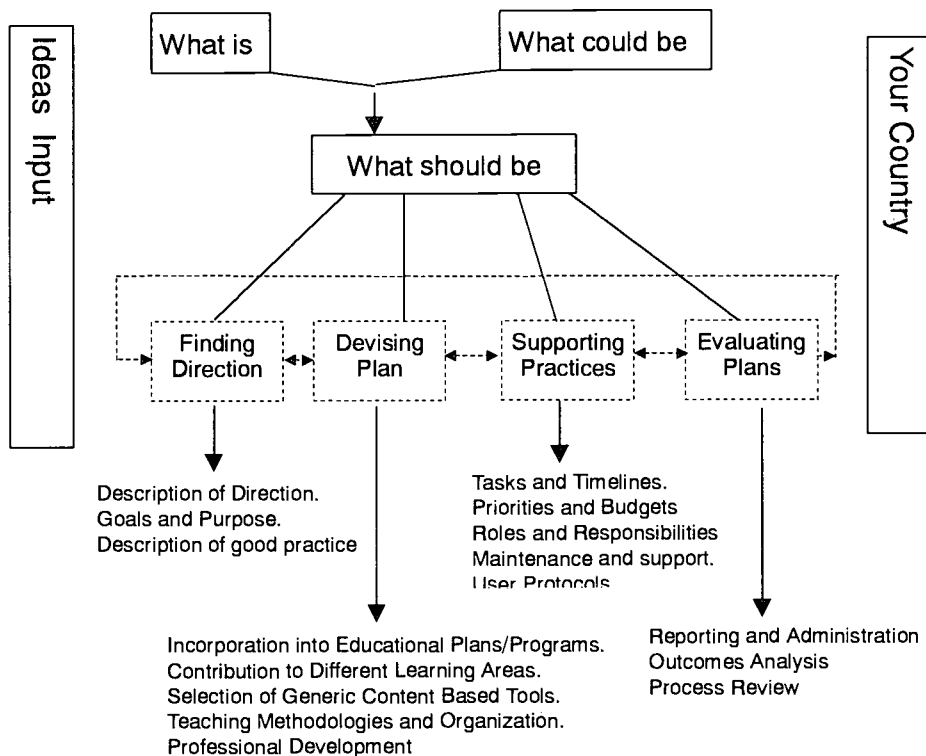 Ideas Input
What is
What could be
Your Country
What should be
Finding
Direction
Devising
Plan
Supporting
Practices
Evaluating
Plans
Description of Direction.
Goals and Purpose.
Description of good practice
Tasks and Timelines.
Priorities and Budgets
Roles and Responsibilities
Maintenance and support.
User Protocols
Incorporation into Educational Plans/Programs.
Contribution to Different Learning Areas.
Selection of Generic Content Based Tools.
Teaching Methodologies and Organization.
Professional Development
Reporting and Administration
Outcomes Analysis
Process Review